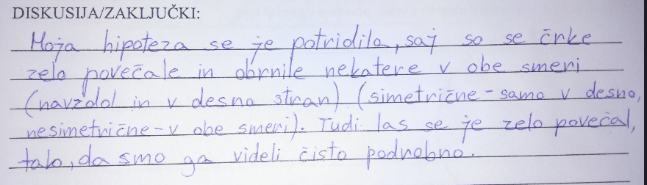 DISKUSIJA/ZAKLJUČKI:
Moja hipoteza se je potridila, saj so se črke
zelo povečale in obrnile nekatere v obe smeri
(navzdol in v desno stran) (simetrične - samo v desno,
nesimetrične - v obe smeri). Tudi las se je zelo povečal,
tako, da smo ga videli čisto podrobno.